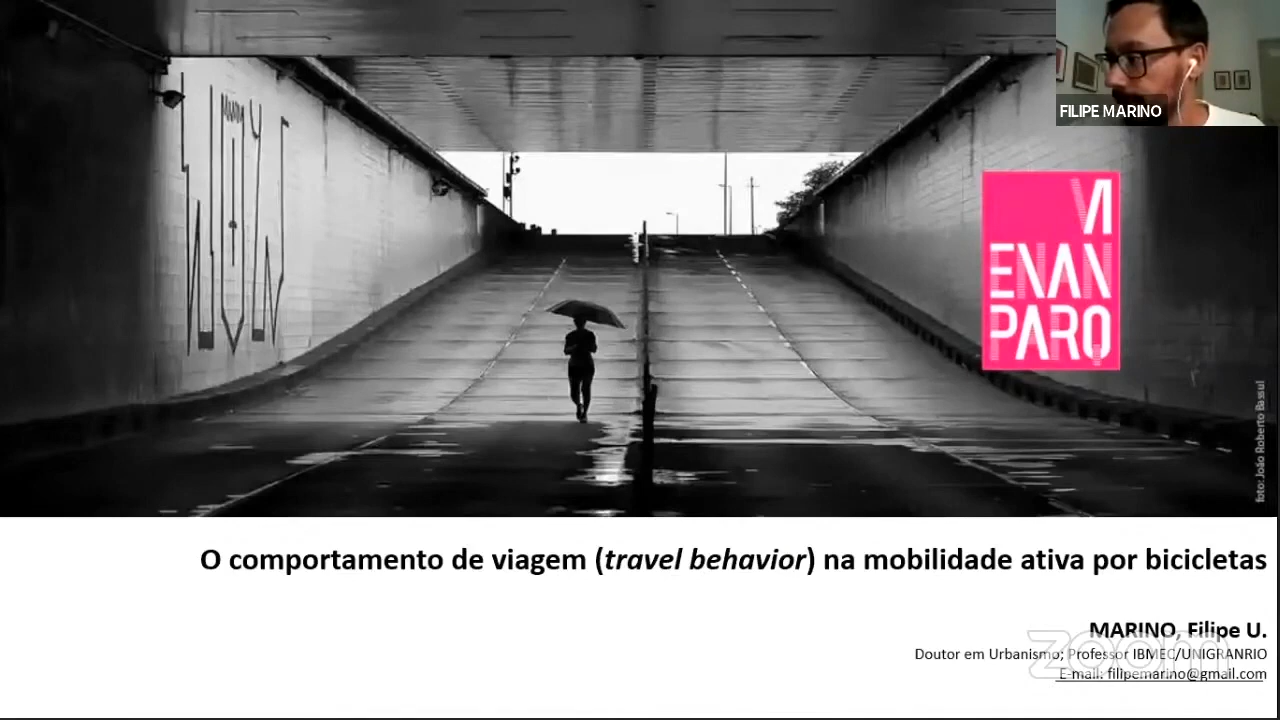 FILIPE MARINO
VI
ENAN
PARQ
foto: João Roberto Bassul
O comportamento de viagem (travel behavior) na mobilidade ativa por bicicletas
MARINO, Filipe U.
Doutor em Urbanismo; Professor IBMEC/UNIGRANRIO
E-mail: filipemarino@gmail.com
zoom